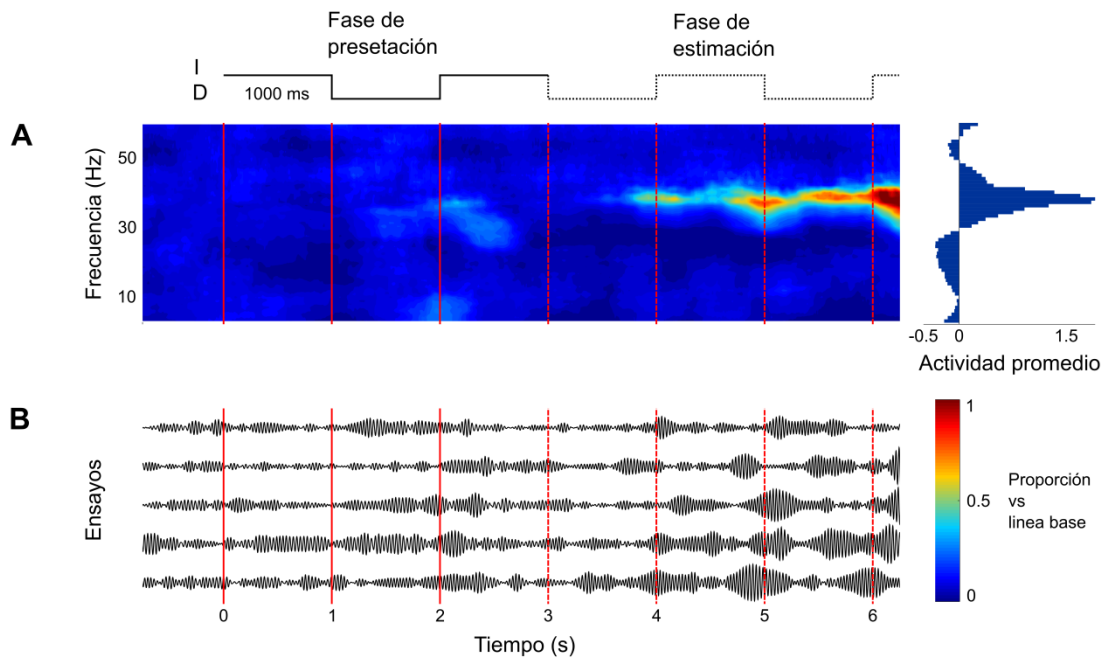 Fase de
presetación
Fase de
estimación
I
D
1000 ms
A
Frecuencia (Hz)
50
30
10
-0.5 0 1.5
Actividad promedio
B
Ensayos
0 1 2 3 4 5 6
Tiempo (s)
1
0.5
0
Proporción
vs
linea base